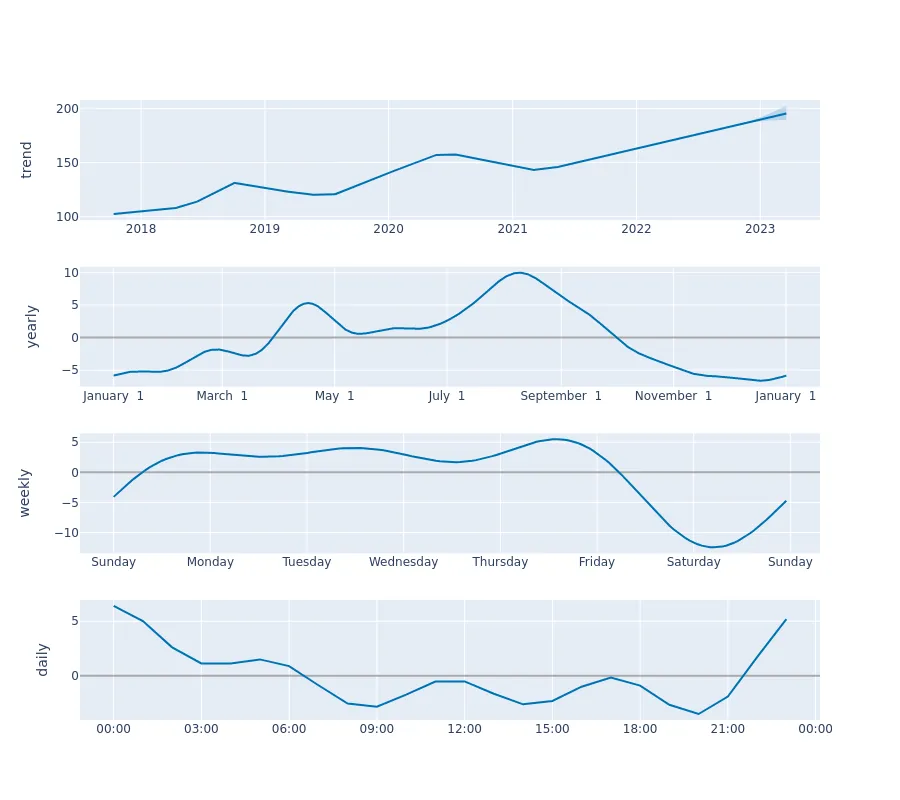 trend
200
150
100
2018 2019 2020 2021 2022 2023
yearly
10
5
0
−5
January 1 March 1 May 1 July 1 September 1 November 1 January 1
weekly
5
0
−5
−10
Sunday Monday Tuesday Wednesday Thursday Friday Saturday Sunday
daily
5
0
00:00 03:00 06:00 09:00 12:00 15:00 18:00 21:00 00:00